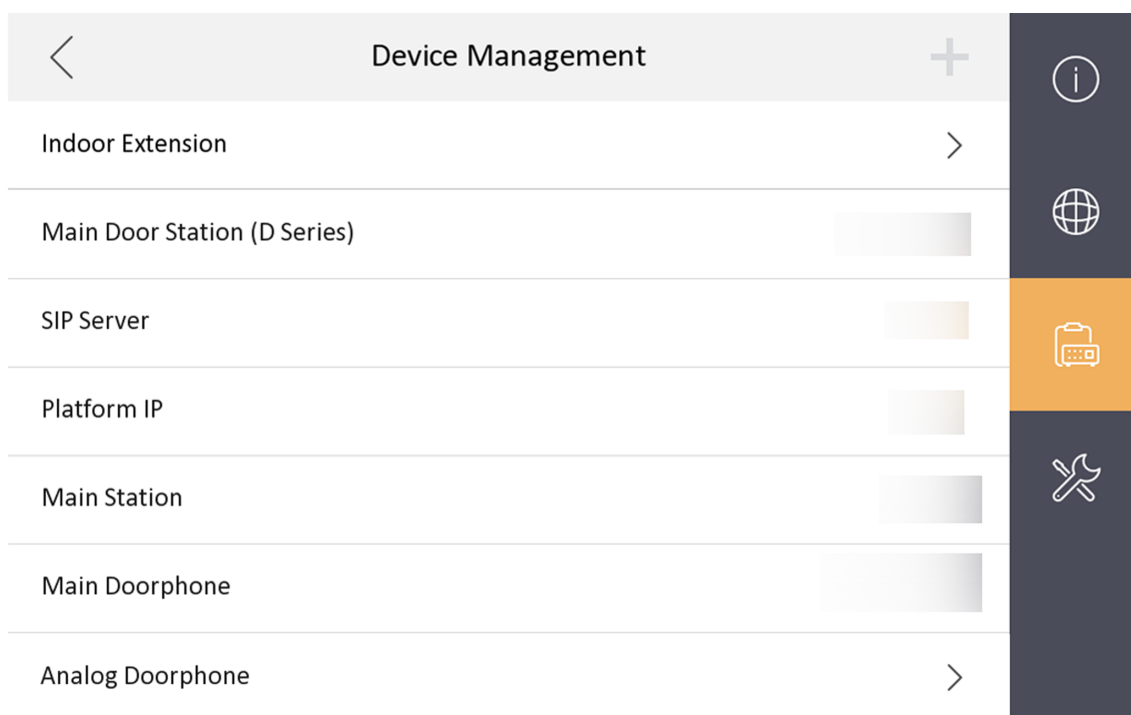 Device Management
Indoor Extension
Main Door Station (D Series)
SIP Server
Platform IP
Main Station
Main Doorphone
Analog Doorphone